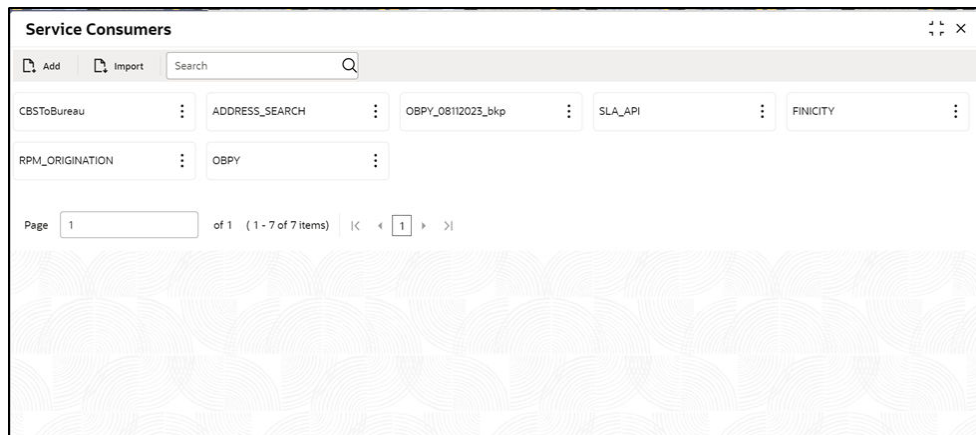 Service Consumers
Add Import Search
CBSToBureau ADDRESS_SEARCH OBPY_08112023_bkp SLA_API FINICITY
RPM_ORIGINATION OBPY
Page 1 of 1 ( 1 - 7 of 7 items) 1